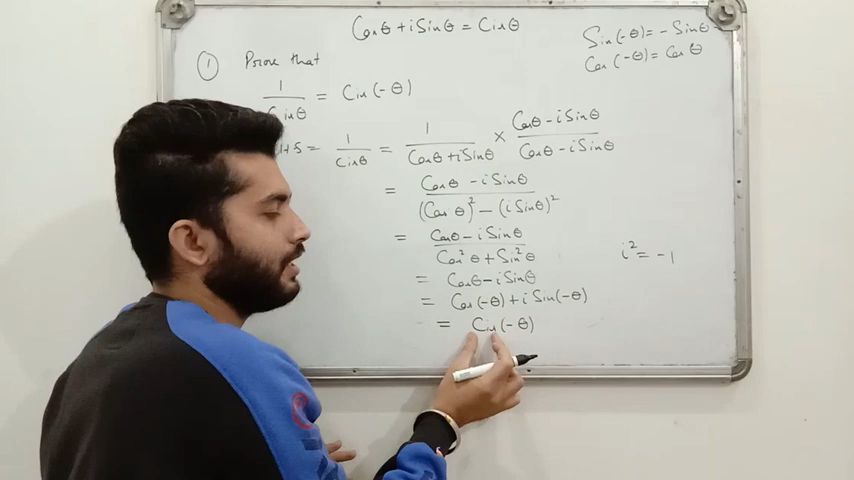 Cosθ + iSinθ = Cisθ
Sin(-θ) = -Sinθ
Cos(-θ) = Cosθ
① Prove that
1/Cisθ = Cis(-θ)
H S = 1/Cisθ = 1/(Cosθ + iSinθ) × (Cosθ - iSinθ)/(Cosθ - iSinθ)
= (Cosθ - iSinθ)/((Cosθ)² - (iSinθ)²)
= (Cosθ - iSinθ)/(Cos²θ + Sin²θ)
i² = -1
= Cosθ - iSinθ
= Cos(-θ) + iSin(-θ)
= Cis(-θ)